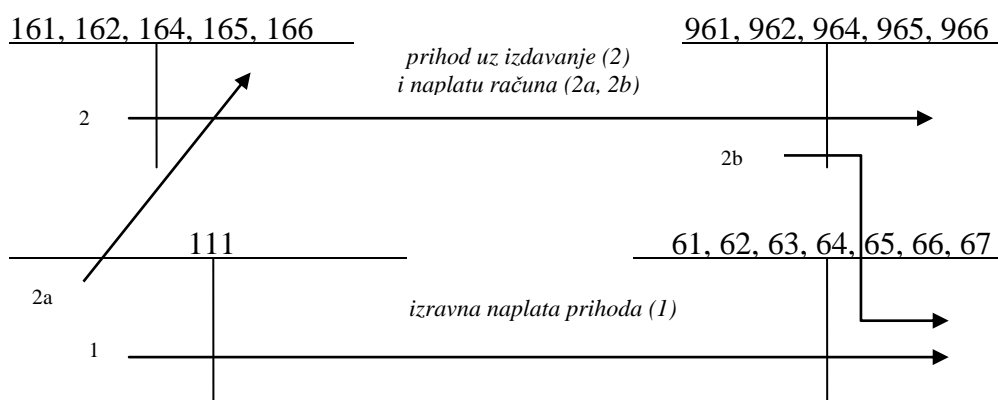 161, 162, 164, 165, 166
961, 962, 964, 965, 966
prihod uz izdavanje (2)
i naplatu računa (2a, 2b)
2
2b
111
61, 62, 63, 64, 65, 66, 67
2a
izravna naplata prihoda (1)
1